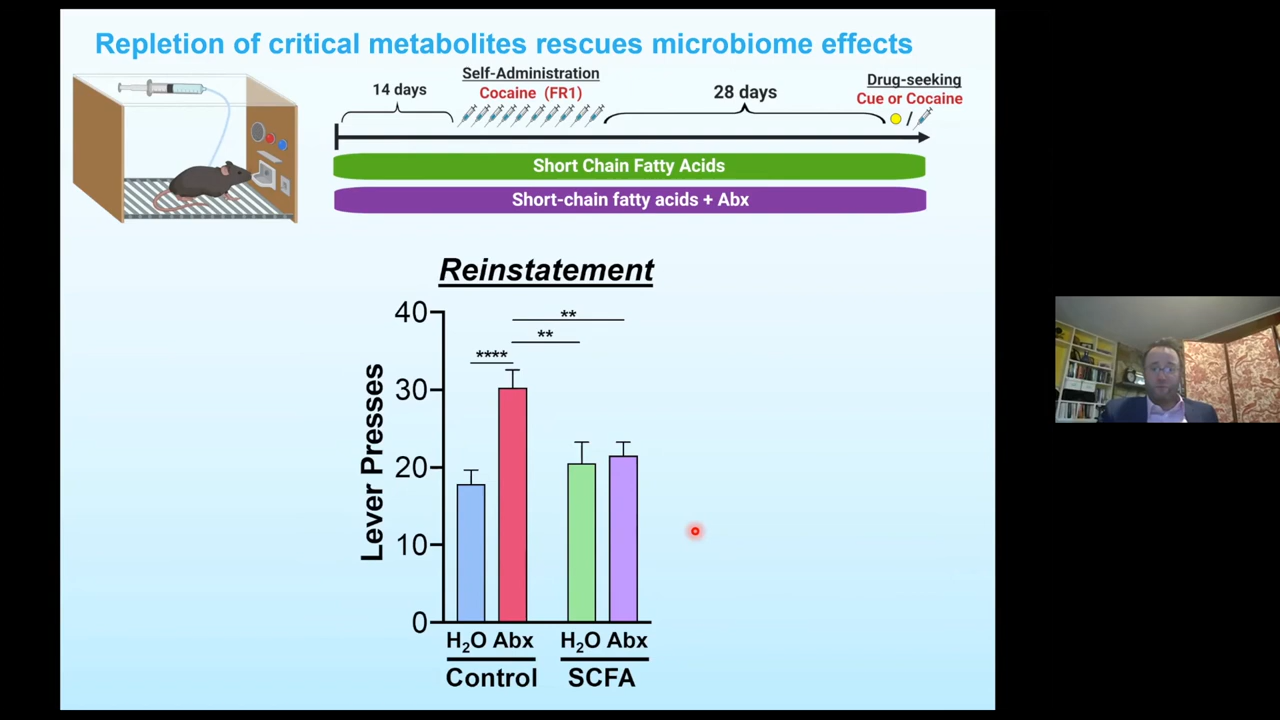 Repletion of critical metabolites rescues microbiome effects
14 days
Self-Administration
Cocaine (FR1)
28 days
Drug-seeking
Cue or Cocaine
/
Short Chain Fatty Acids
Short-chain fatty acids + Abx
Reinstatement
Lever Presses
40
30
20
10
0
****
**
**
H₂O Abx
H₂O Abx
Control
SCFA